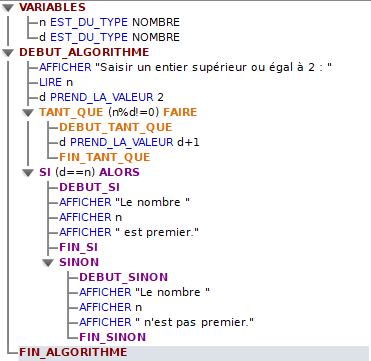 VARIABLES
n EST_DU_TYPE NOMBRE
d EST_DU_TYPE NOMBRE
DEBUT_ALGORITHME
AFFICHER "Saisir un entier supérieur ou égal à 2 : "
LIRE n
d PREND_LA_VALEUR 2
TANT_QUE (n%d!=0) FAIRE
DEBUT_TANT_QUE
d PREND_LA_VALEUR d+1
FIN_TANT_QUE
SI (d==n) ALORS
DEBUT_SI
AFFICHER "Le nombre "
AFFICHER n
AFFICHER " est premier."
FIN_SI
SINON
DEBUT_SINON
AFFICHER "Le nombre "
AFFICHER n
AFFICHER " n'est pas premier."
FIN_SINON
FIN_ALGORITHME